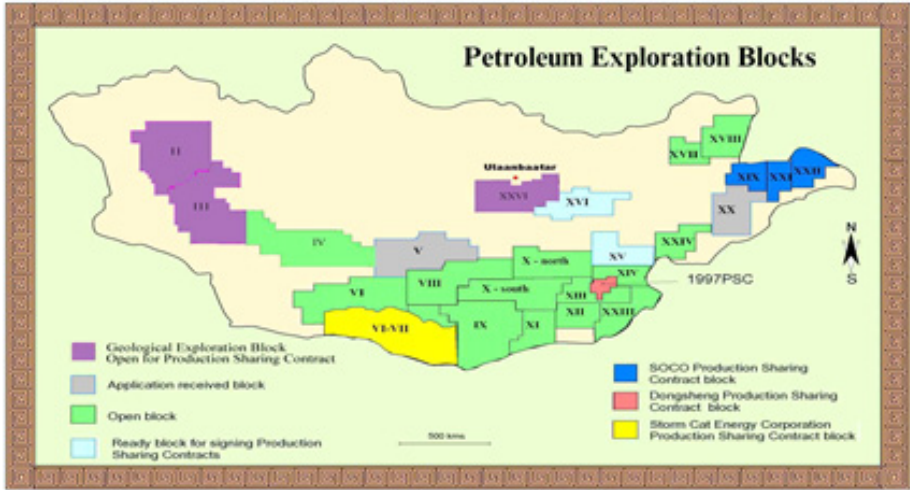 Petroleum Exploration Blocks
XVIII
XVII
II
Ulaanbaatar
XIX
XXI
XXII
XXVI
XVI
III
XX
IV
XXIV
N
V
XV
X - north
S
XIV
1997PSC
VIII
VI
X - south
XIII
XII
XXIII
VI-VII
IX
XI
Geological Exploration Block
Open for Production Sharing Contract
Application received block
Open block
Ready block for signing Production
Sharing Contracts
500 kms
SOCO Production Sharing
Contract block
Dongsheng Production Sharing
Contract block
Storm Cat Energy Corporation
Production Sharing Contract block